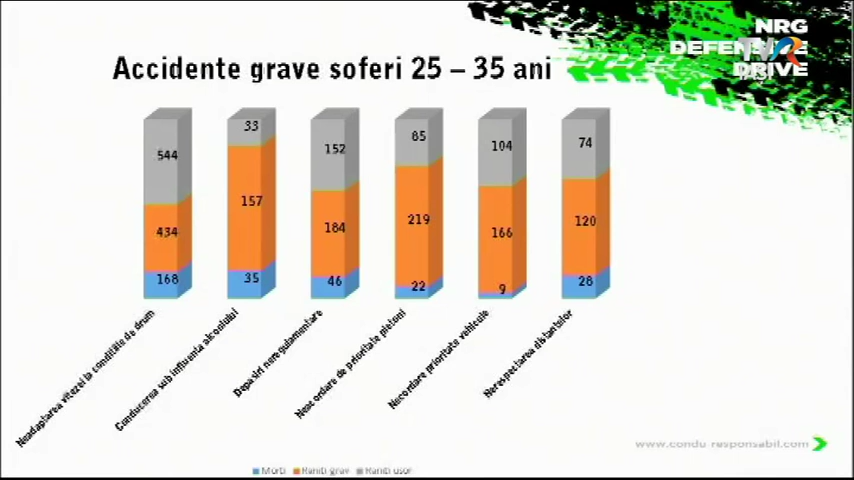 NRG
DEFENSIVE
DRIVE
TVR
Accidente grave soferi 25 – 35 ani
544
33
152
85
104
74
434
157
184
219
166
120
168
35
46
22
9
28
Neadaptarea vitezei la conditiile de drum
Conducerea sub influenta alcoolului
Depasiri neregulamentare
Neacordare de prioritate pietoni
Necordare prioritate vehicule
Nerespectarea distantelor
www.condu-responsabil.com
Morti Raniti grav Raniti usor